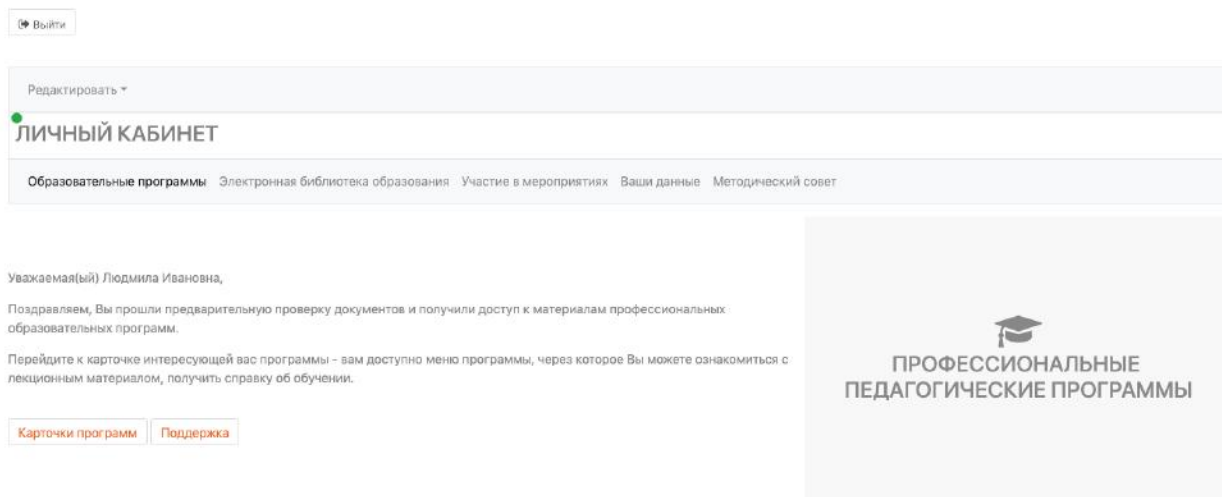 Выйти
Редактировать
ЛИЧНЫЙ КАБИНЕТ
Образовательные программы Электронная библиотека образования Участие в мероприятиях Ваши данные Методический совет
Уважаемая(ый) Людмила Ивановна,
Поздравляем, Вы прошли предварительную проверку документов и получили доступ к материалам профессиональных
образовательных программ.
Перейдите к карточке интересующей вас программы - вам доступно меню программы, через которое Вы можете ознакомиться с
лекционным материалом, получить справку об обучении.
Карточки программ Поддержка
ПРОФЕССИОНАЛЬНЫЕ
ПЕДАГОГИЧЕСКИЕ ПРОГРАММЫ